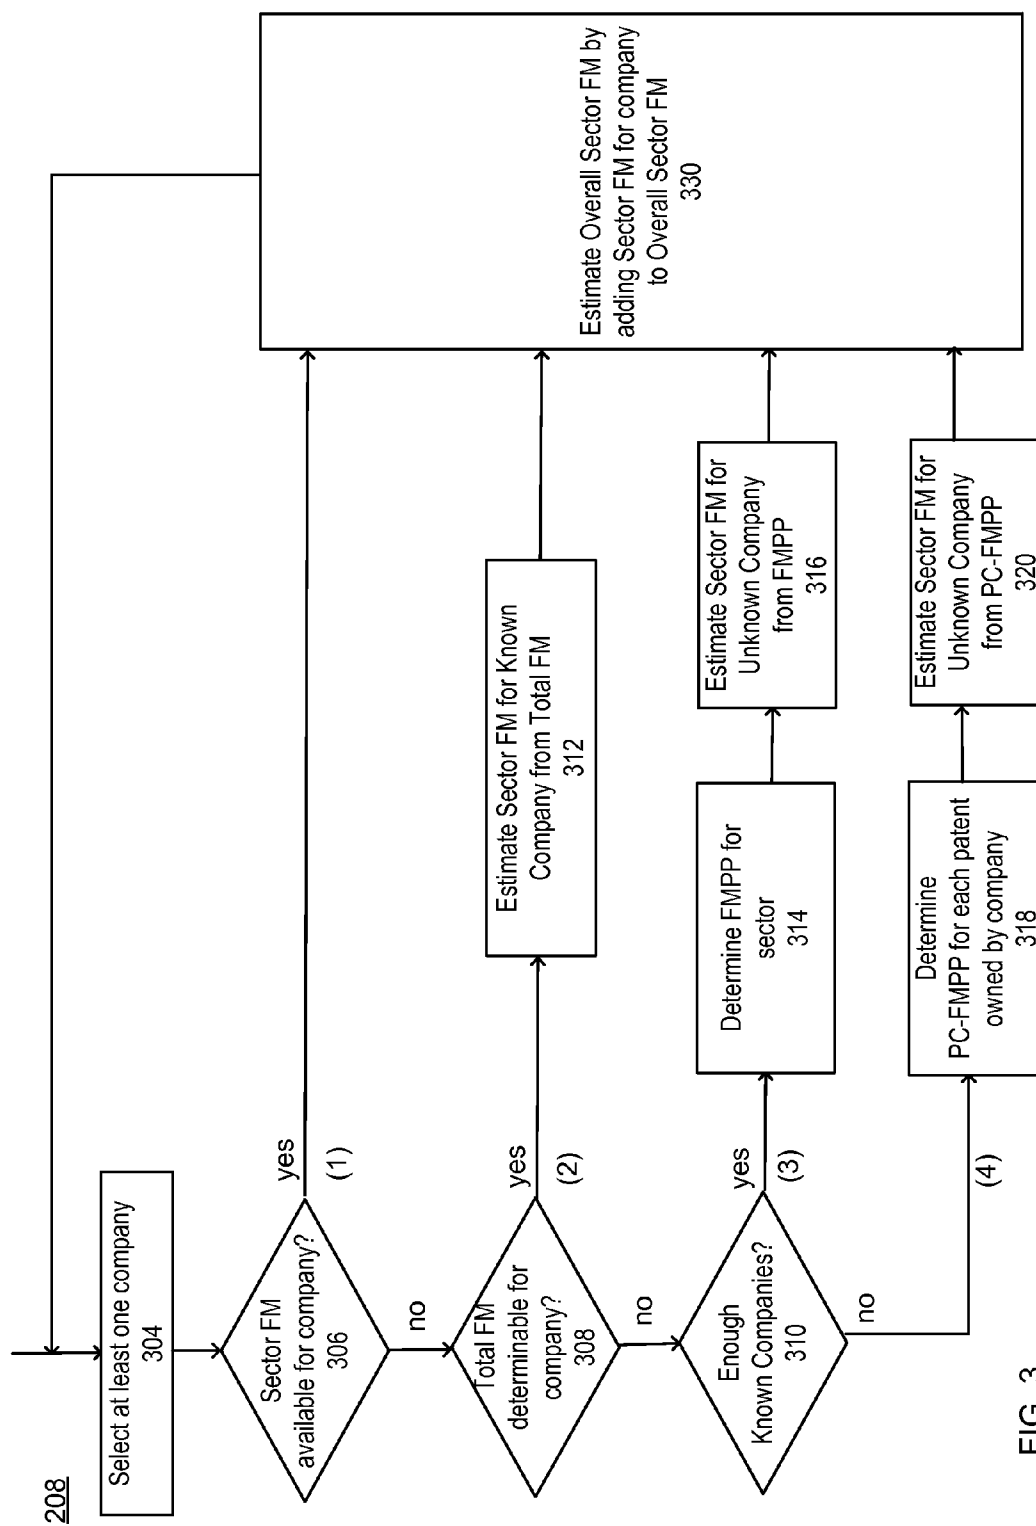 208
Select at least one company
304
Sector FM
available for company?
306
yes
(1)
no
Total FM
determinable for
company?
308
yes
(2)
no
Enough
Known Companies?
310
yes
(3)
no
(4)
Estimate Sector FM for Known
Company from Total FM
312
Determine FMPP for
sector
314
Estimate Sector FM for
Unknown Company
from FMPP
316
Determine
PC-FMPP for each patent
owned by company
318
Estimate Sector FM for
Unknown Company
from PC-FMPP
320
Estimate Overall Sector FM by
adding Sector FM for company
to Overall Sector FM
330
FIG. 3